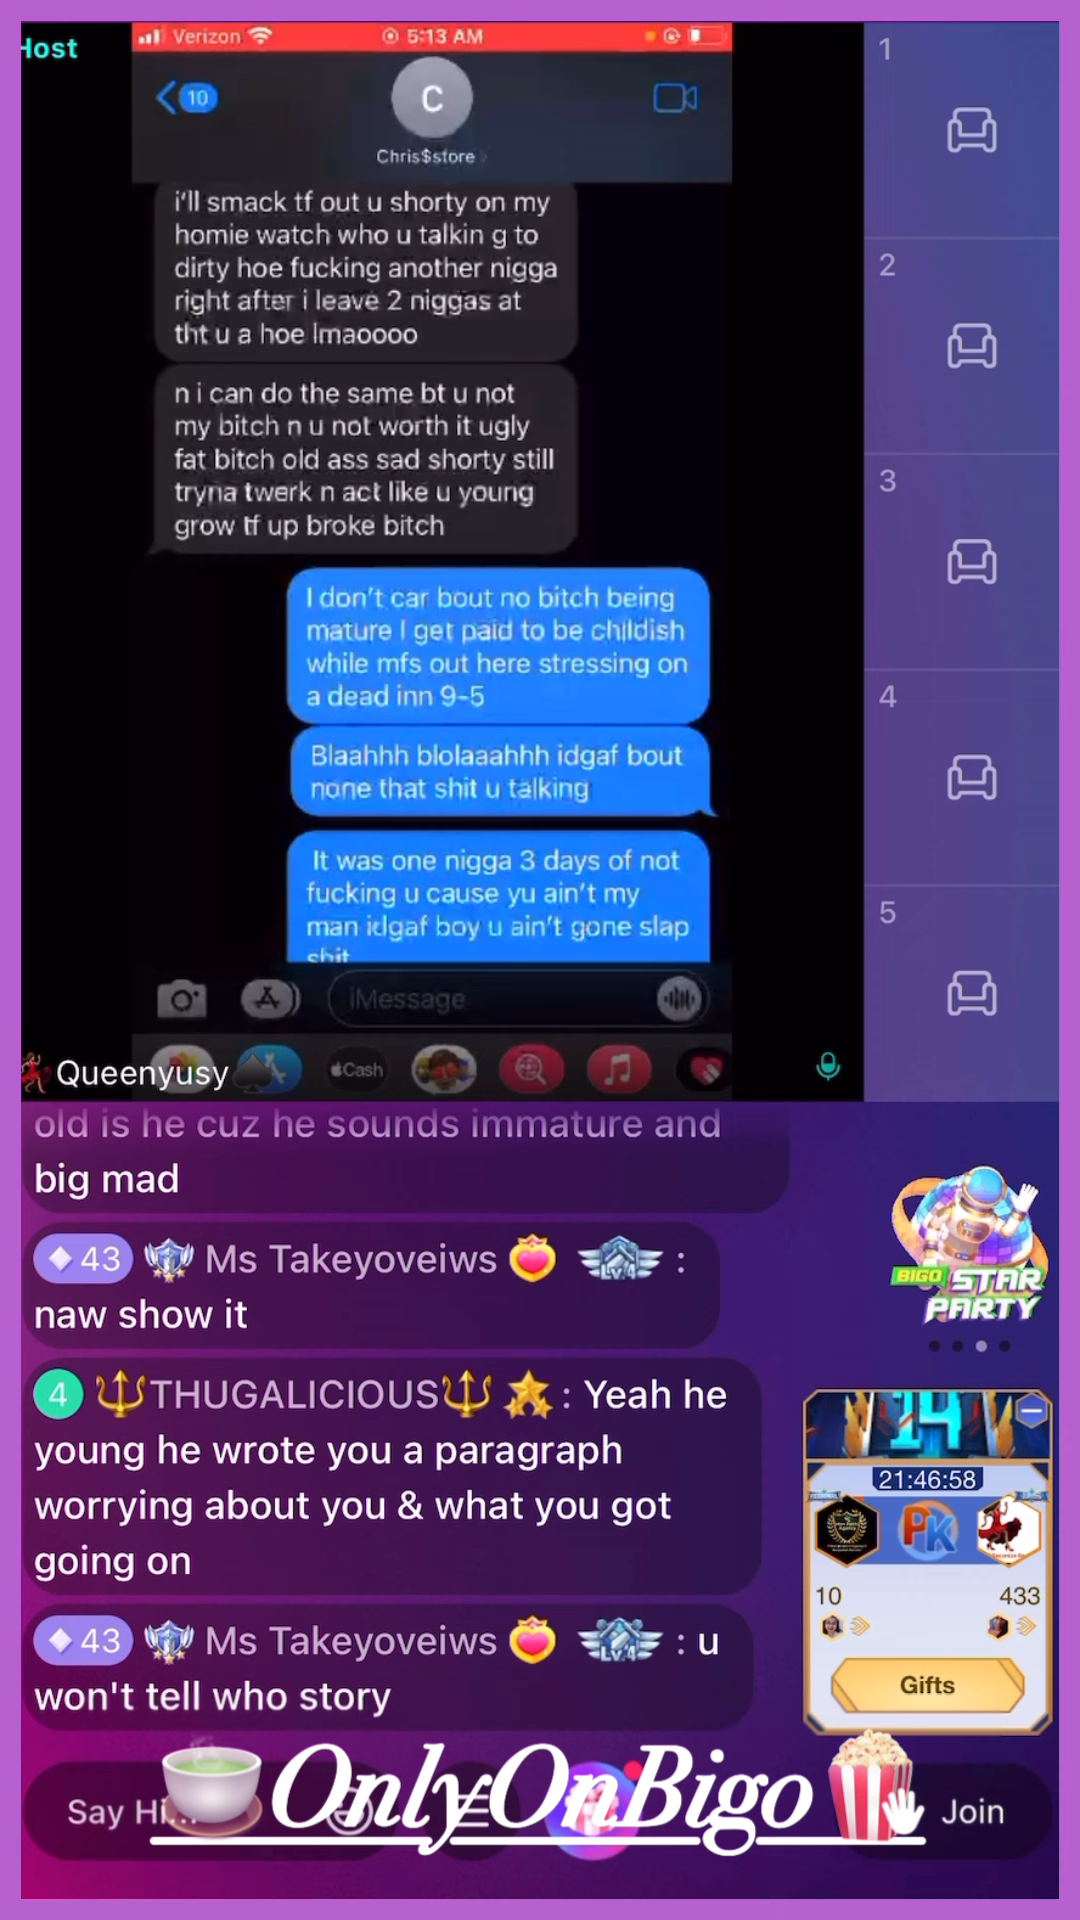 Host
Verizon
5:13 AM
10
C
Chris$store
i'll smack tf out u shorty on my
homie watch who u talkin g to
dirty hoe fucking another nigga
right after i leave 2 niggas at
tht u a hoe lmaoooo
n i can do the same bt u not
my bitch n u not worth it ugly
fat bitch old ass sad shorty still
tryna twerk n act like u young
grow tf up broke bitch
I don't car bout no bitch being
mature I get paid to be childish
while mfs out here stressing on
a dead inn 9-5
Blaahhh blolaaahhh idgaf bout
none that shit u talking
It was one nigga 3 days of not
fucking u cause yu ain't my
man idgaf boy u ain't gone slap
shit
iMessage
Cash
Queenyusy
1
2
3
4
5
old is he cuz he sounds immature and
big mad
43 Ms Takeyoveiws Lv.4 :
naw show it
4 THUGALICIOUS : Yeah he
young he wrote you a paragraph
worrying about you & what you got
going on
43 Ms Takeyoveiws Lv.4 : u
won't tell who story
BIGO STAR
PARTY
14
21:46:58
PK
10
433
Gifts
Say Hi...
OnlyOnBigo
Join